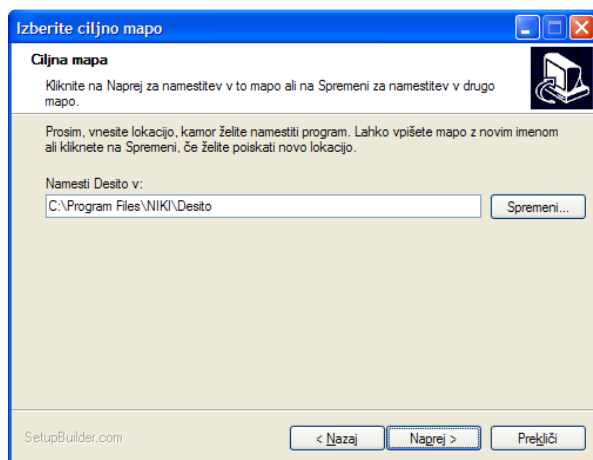 Izberite ciljno mapo
Ciljna mapa
Kliknite na Naprej za namestitev v to mapo ali na Spremeni za namestitev v drugo
mapo.
Prosim, vnesite lokacijo, kamor želite namestiti program. Lahko vpišete mapo z novim imenom
ali kliknete na Spremeni, če želite poiskati novo lokacijo.
Namesti Desito v:
C:\Program Files\NIKI\Desito
Spremeni...
SetupBuilder.com
< Nazaj
Naprej >
Prekliči